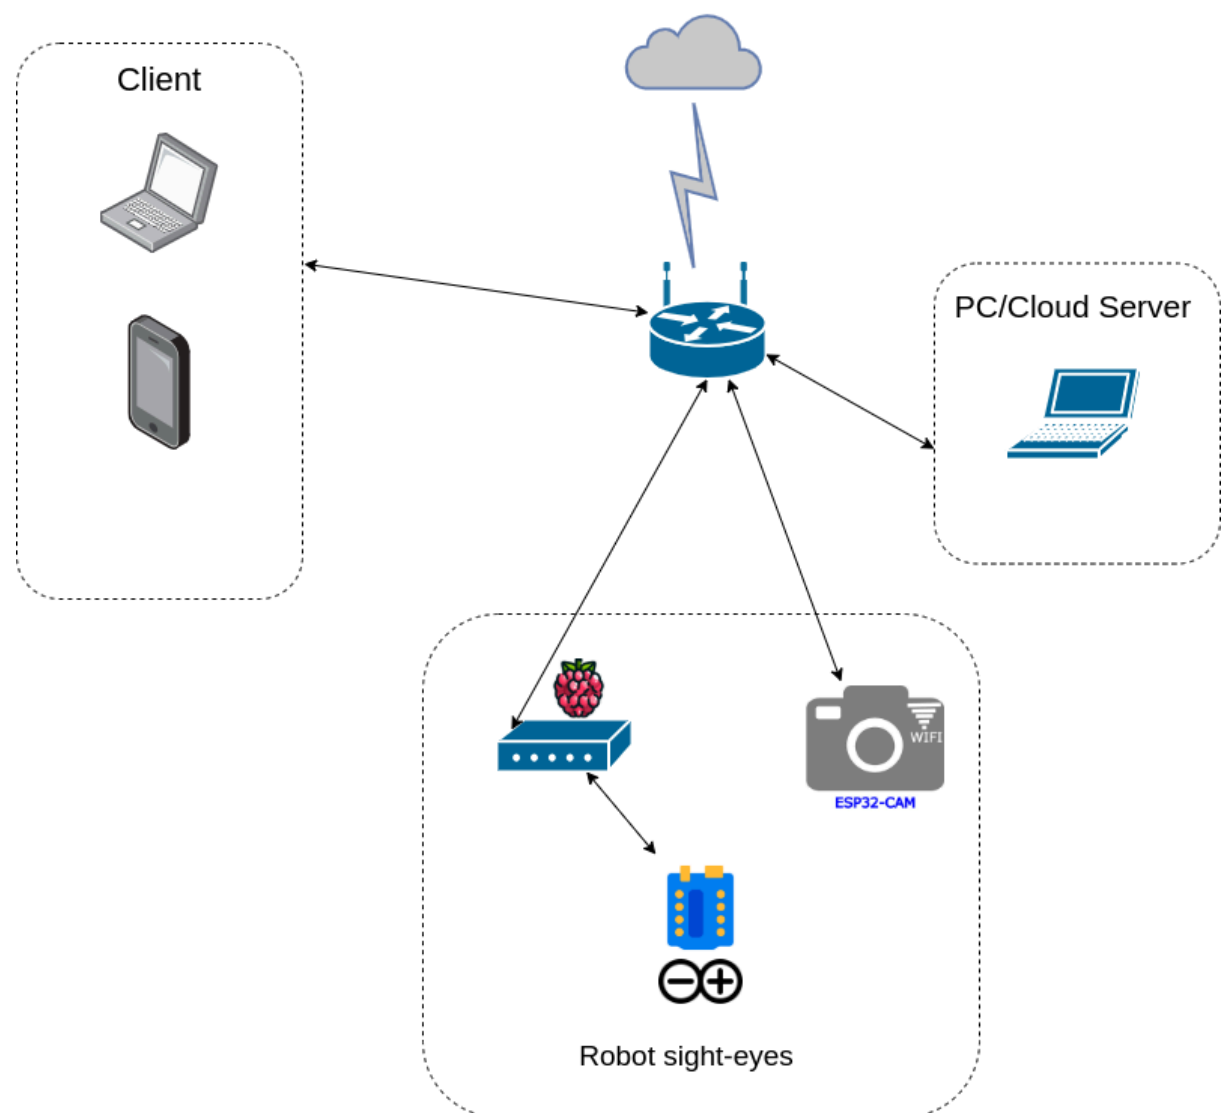 Client
PC/Cloud Server
WIFI
ESP32-CAM
Robot sight-eyes